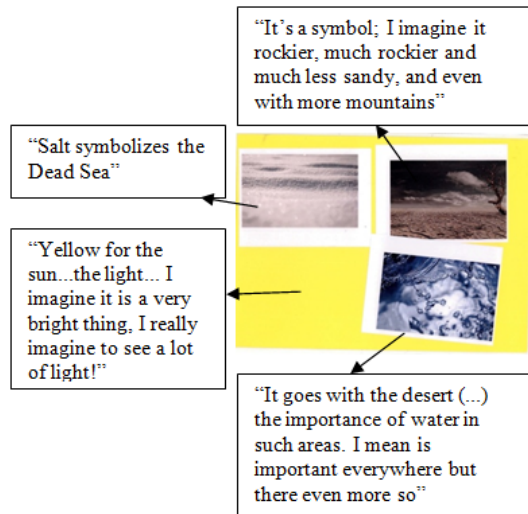 “It’s a symbol; I imagine it
rockier, much rockier and
much less sandy, and even
with more mountains”
“Salt symbolizes the
Dead Sea”
“Yellow for the
sun...the light... I
imagine it is a very
bright thing, I really
imagine to see a lot
of light!”
“It goes with the desert (...)
the importance of water in
such areas. I mean is
important everywhere but
there even more so”